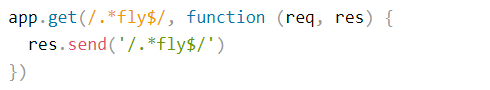 app.get(/.*fly$/, function (req, res) {
  res.send('/.*fly$/')
})